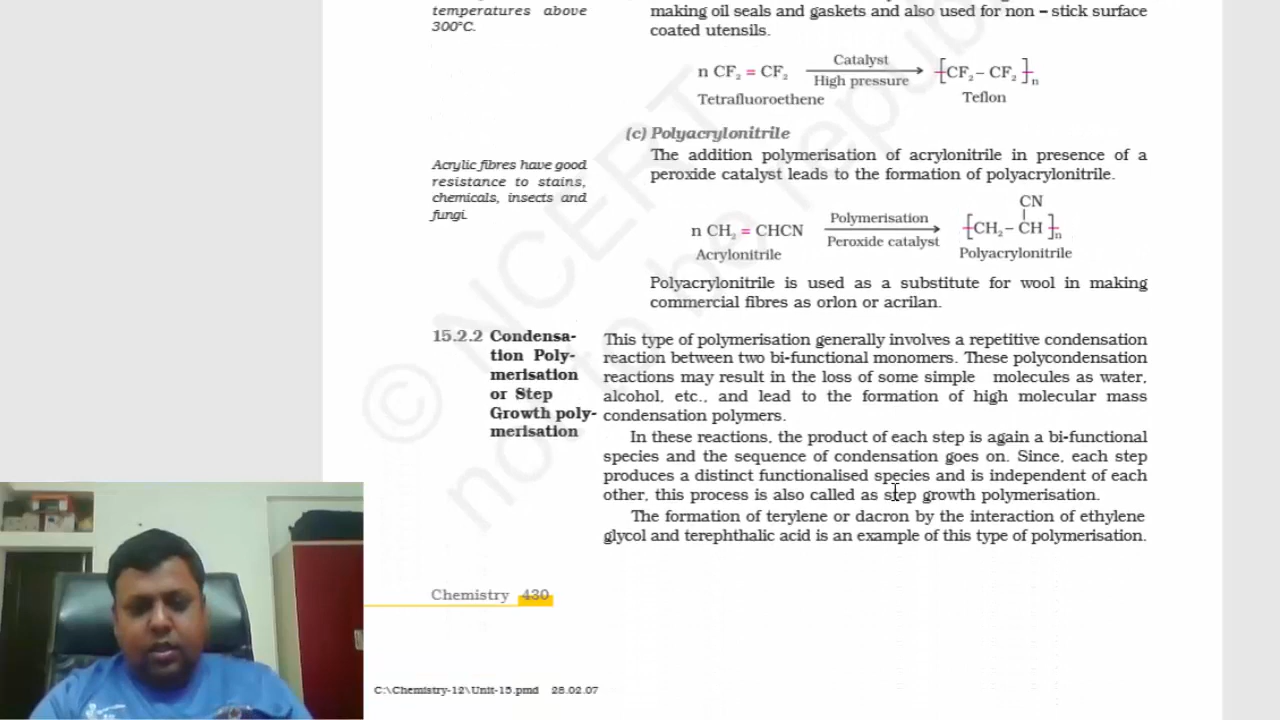 temperatures above
300°C.
making oil seals and gaskets and also used for non – stick surface
coated utensils.
n CF₂ = CF₂ Catalyst High pressure [CF₂ – CF₂]n
Tetrafluoroethene Teflon
(c) Polyacrylonitrile
The addition polymerisation of acrylonitrile in presence of a
peroxide catalyst leads to the formation of polyacrylonitrile.
Acrylic fibres have good
resistance to stains,
chemicals, insects and
fungi.
CN
n CH₂ = CHCN Polymerisation Peroxide catalyst [CH₂ – CH]n
Acrylonitrile Polyacrylonitrile
Polyacrylonitrile is used as a substitute for wool in making
commercial fibres as orlon or acrilan.
15.2.2 Condensa-
tion Poly-
merisation
or Step
Growth poly-
merisation
This type of polymerisation generally involves a repetitive condensation
reaction between two bi-functional monomers. These polycondensation
reactions may result in the loss of some simple molecules as water,
alcohol, etc., and lead to the formation of high molecular mass
condensation polymers.
In these reactions, the product of each step is again a bi-functional
species and the sequence of condensation goes on. Since, each step
produces a distinct functionalised species and is independent of each
other, this process is also called as step growth polymerisation.
The formation of terylene or dacron by the interaction of ethylene
glycol and terephthalic acid is an example of this type of polymerisation.
Chemistry 430
C:\Chemistry-12\Unit-15.pmd 28.02.07
© NCERT
not to be republ